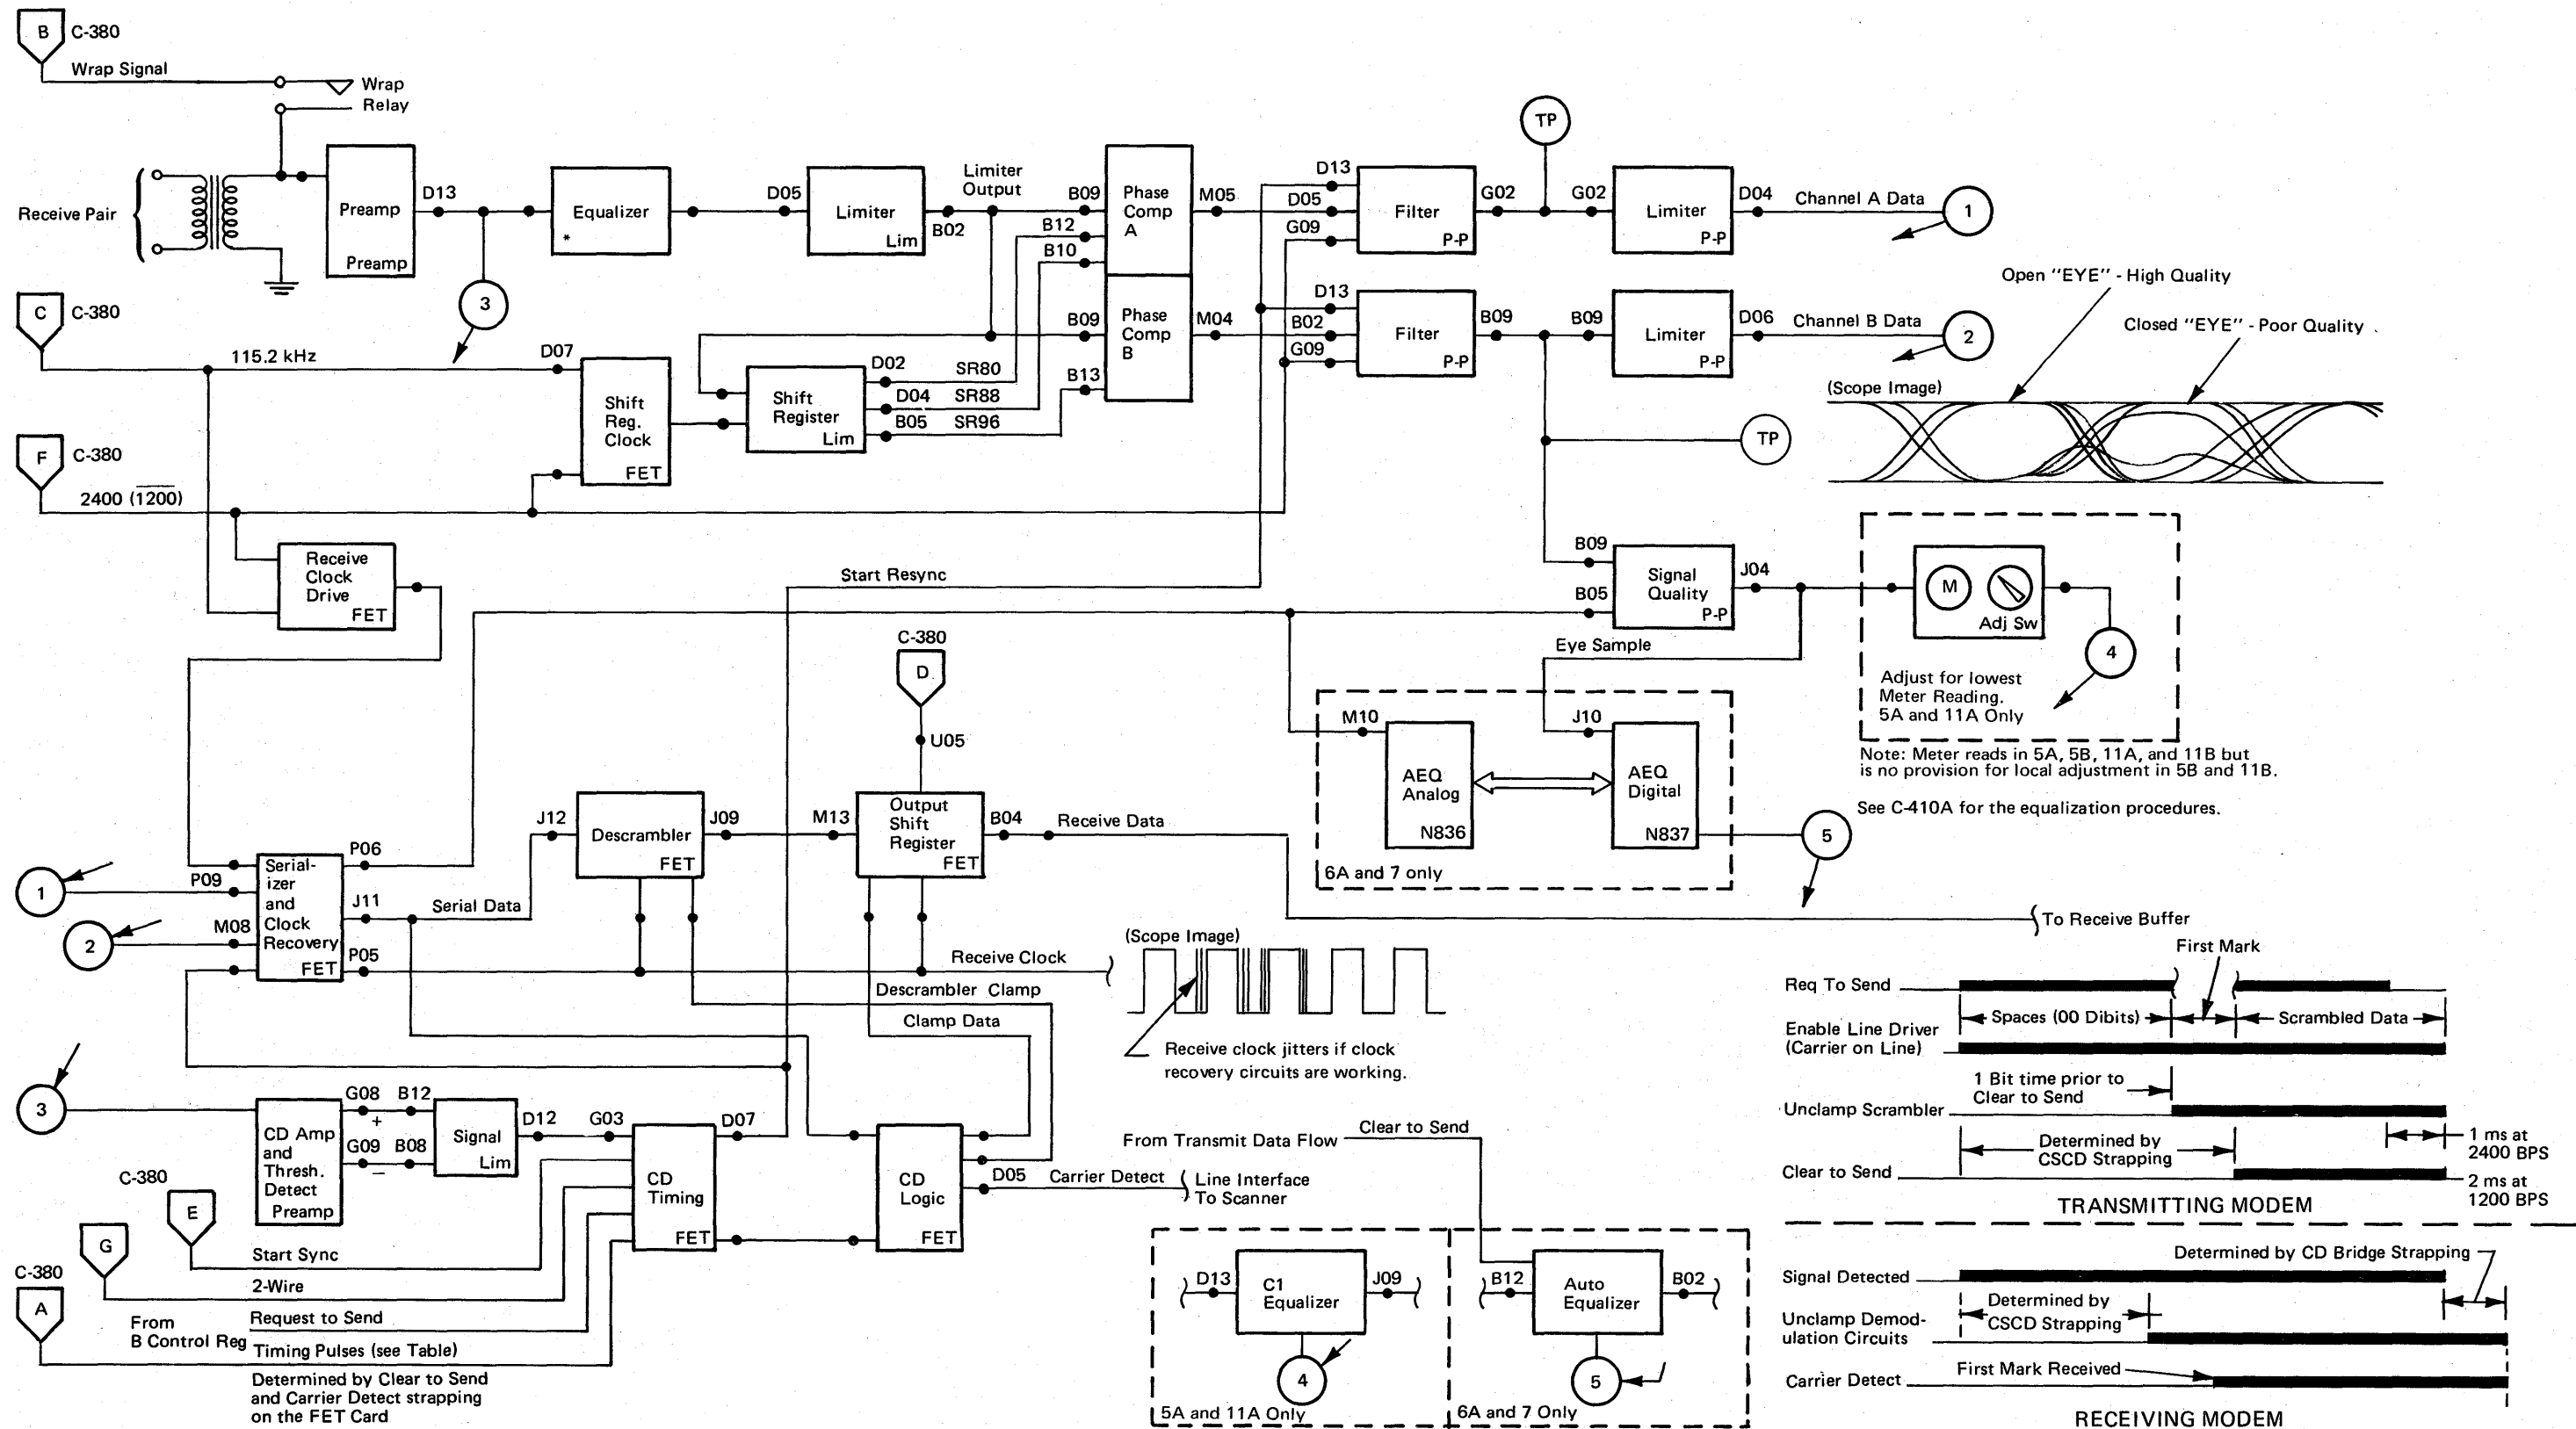 B C-380
Wrap Signal
Wrap
Relay
TP
Receive Pair
Preamp
Preamp
D13
Equalizer
*
D05
Limiter
Lim
B02
Limiter
Output
B09
B12
B10
Phase
Comp
A
M05
D13
D05
G09
Filter
P-P
G02
G02
Limiter
P-P
D04
Channel A Data
1
3
C C-380
115.2 kHz
D07
Shift
Reg.
Clock
FET
Shift
Register
Lim
D02
SR80
D04
SR88
B05
SR96
B09
B13
Phase
Comp
B
M04
D13
B02
G09
Filter
P-P
B09
B09
Limiter
P-P
D06
Channel B Data
2
TP
Open "EYE" - High Quality
Closed "EYE" - Poor Quality
(Scope Image)
F C-380
2400 (1200)
Receive
Clock
Drive
FET
Start Resync
B09
B05
Signal
Quality
P-P
J04
Eye Sample
M
Adj Sw
4
Adjust for lowest
Meter Reading.
5A and 11A Only
Note: Meter reads in 5A, 5B, 11A, and 11B but
is no provision for local adjustment in 5B and 11B.
See C-410A for the equalization procedures.
C-380
D
U05
M10
AEQ
Analog
N836
J10
AEQ
Digital
N837
5
6A and 7 only
1
P09
2
M08
Serial-
izer
and
Clock
Recovery
FET
P06
J11
P05
Serial Data
J12
Descrambler
FET
J09
M13
Output
Shift
Register
FET
B04
Receive Data
To Receive Buffer
Receive Clock
Descrambler Clamp
Clamp Data
(Scope Image)
Receive clock jitters if clock
recovery circuits are working.
3
CD Amp
and
Thresh.
Detect
Preamp
G08
+
G09
–
B12
B08
Signal
Lim
D12
G03
CD
Timing
FET
D07
CD
Logic
FET
D05
Carrier Detect
Line Interface
To Scanner
C-380
E
Start Sync
G
2-Wire
C-380
A
From
B Control Reg
Request to Send
Timing Pulses (see Table)
Determined by Clear to Send
and Carrier Detect strapping
on the FET Card
From Transmit Data Flow
Clear to Send
D13
C1
Equalizer
J09
4
5A and 11A Only
B12
Auto
Equalizer
B02
5
6A and 7 Only
First Mark
Req To Send
Spaces (00 Dibits)
Scrambled Data
Enable Line Driver
(Carrier on Line)
1 Bit time prior to
Clear to Send
Unclamp Scrambler
Determined by
CSCD Strapping
1 ms at
2400 BPS
Clear to Send
2 ms at
1200 BPS
TRANSMITTING MODEM
Determined by CD Bridge Strapping
Signal Detected
Determined by
CSCD Strapping
Unclamp Demod-
ulation Circuits
First Mark Received
Carrier Detect
RECEIVING MODEM